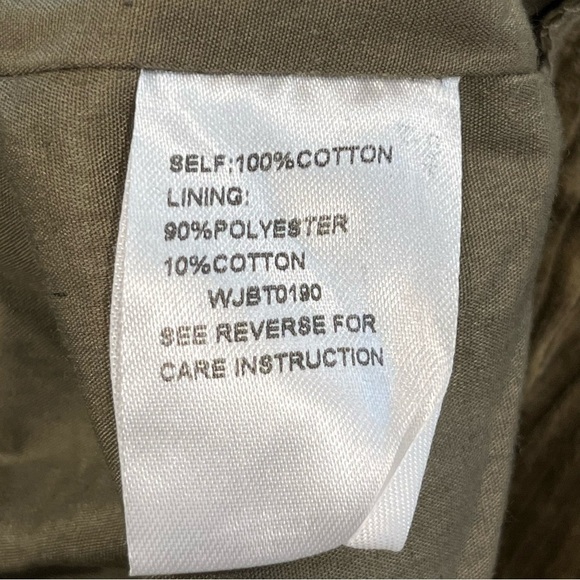 SELF:100%COTTON
LINING:
90%POLYESTER
10%COTTON
WJBT0190
SEE REVERSE FOR
CARE INSTRUCTION